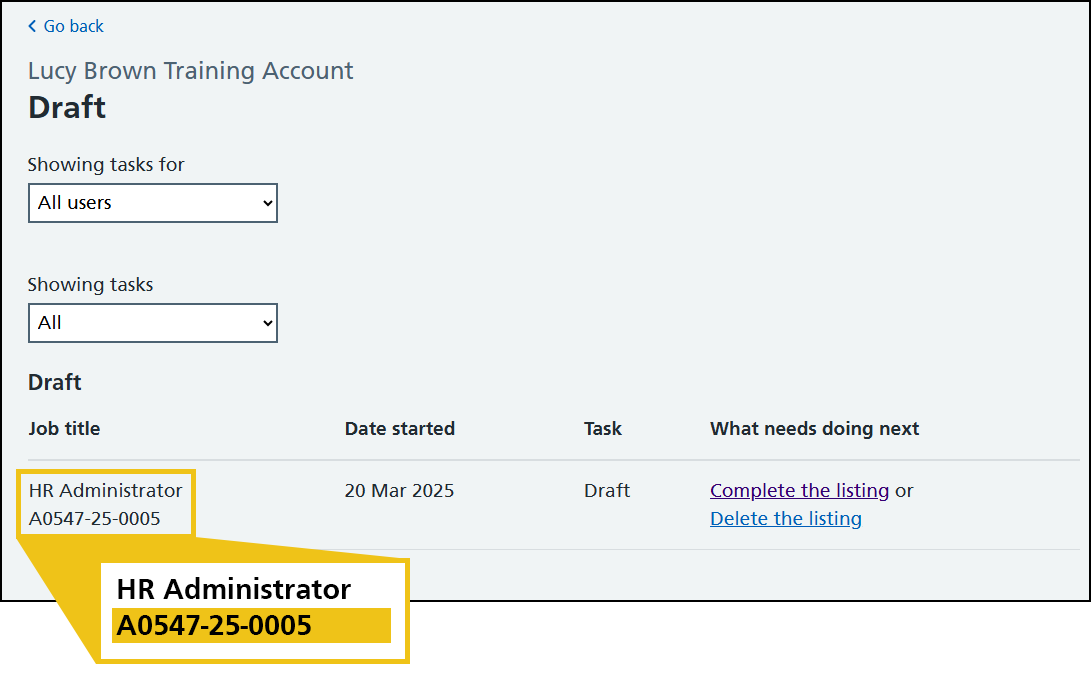 Go back
Lucy Brown Training Account
Draft
Showing tasks for
All users
Showing tasks
All
Draft
Job title Date started Task What needs doing next
HR Administrator 20 Mar 2025 Draft Complete the listing or
A0547-25-0005 Delete the listing
HR Administrator
A0547-25-0005